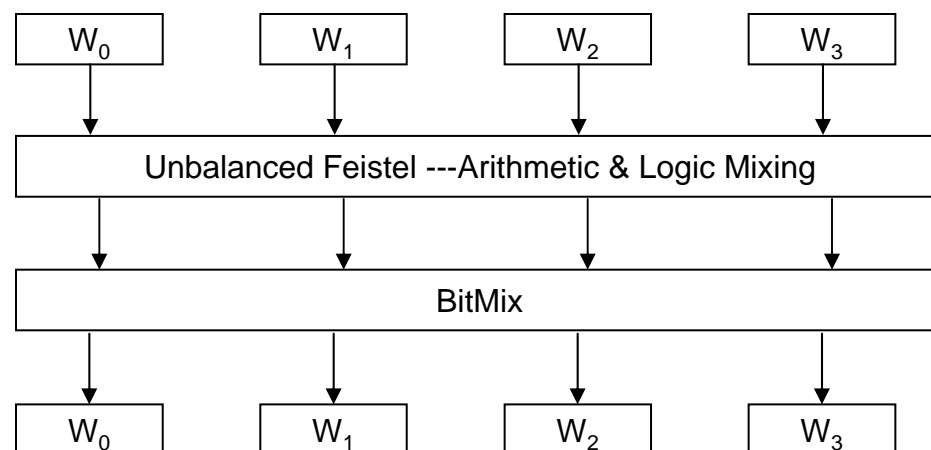 W₀ W₁ W₂ W₃
Unbalanced Feistel ---Arithmetic & Logic Mixing
BitMix
W₀ W₁ W₂ W₃